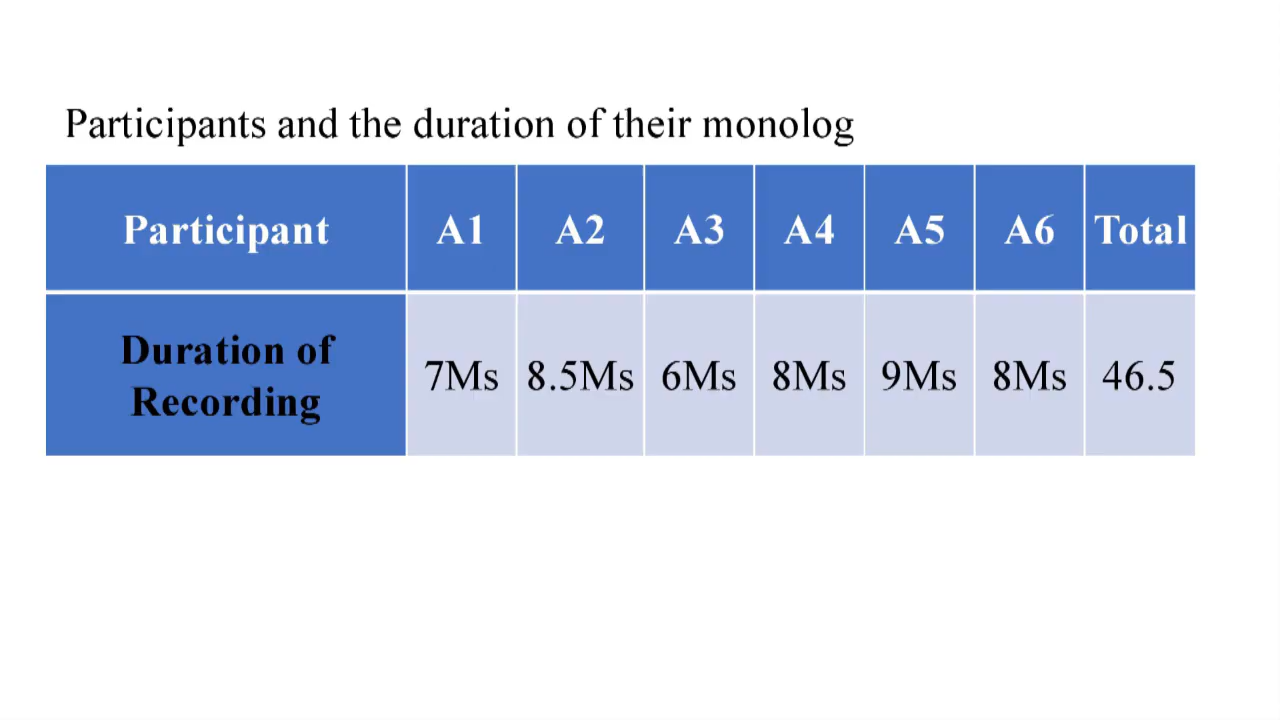 Participants and the duration of their monolog
Participant A1 A2 A3 A4 A5 A6 Total
Duration of
Recording
7Ms 8.5Ms 6Ms 8Ms 9Ms 8Ms 46.5